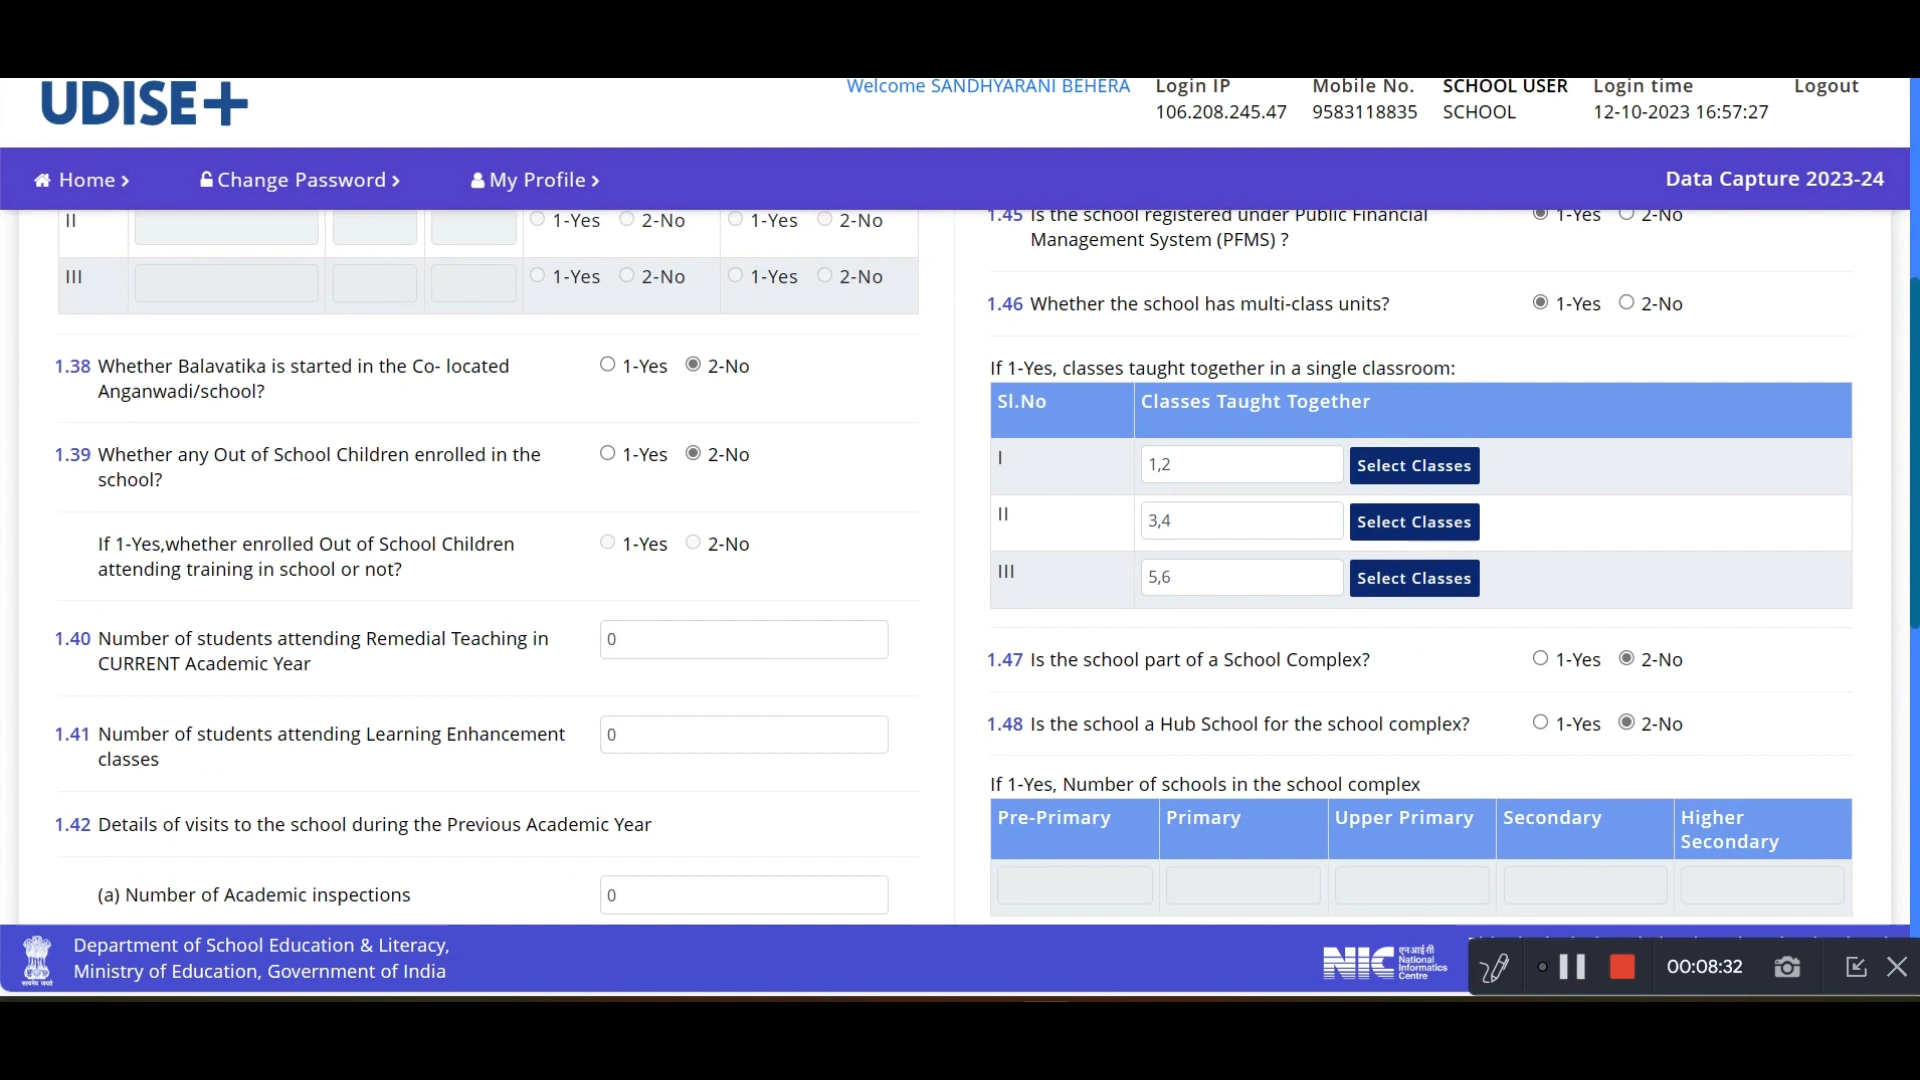 UDISE+
Welcome SANDHYARANI BEHERA
Login IP
106.208.245.47
Mobile No.
9583118835
SCHOOL USER
SCHOOL
Login time
12-10-2023 16:57:27
Logout
Home
Change Password
My Profile
Data Capture 2023-24
II 1-Yes 2-No 1-Yes 2-No
III 1-Yes 2-No 1-Yes 2-No
1.38 Whether Balavatika is started in the Co- located 1-Yes 2-No
Anganwadi/school?
1.39 Whether any Out of School Children enrolled in the 1-Yes 2-No
school?
If 1-Yes,whether enrolled Out of School Children 1-Yes 2-No
attending training in school or not?
1.40 Number of students attending Remedial Teaching in 0
CURRENT Academic Year
1.41 Number of students attending Learning Enhancement 0
classes
1.42 Details of visits to the school during the Previous Academic Year
(a) Number of Academic inspections 0
1.45 Is the school registered under Public Financial 1-Yes 2-No
Management System (PFMS) ?
1.46 Whether the school has multi-class units? 1-Yes 2-No
If 1-Yes, classes taught together in a single classroom:
Sl.No Classes Taught Together
I 1,2 Select Classes
II 3,4 Select Classes
III 5,6 Select Classes
1.47 Is the school part of a School Complex? 1-Yes 2-No
1.48 Is the school a Hub School for the school complex? 1-Yes 2-No
If 1-Yes, Number of schools in the school complex
Pre-Primary Primary Upper Primary Secondary Higher
Secondary
सत्यमेव जयते
Department of School Education & Literacy,
Ministry of Education, Government of India
NIC
एन आई सी
National
Informatics
Centre
00:08:32